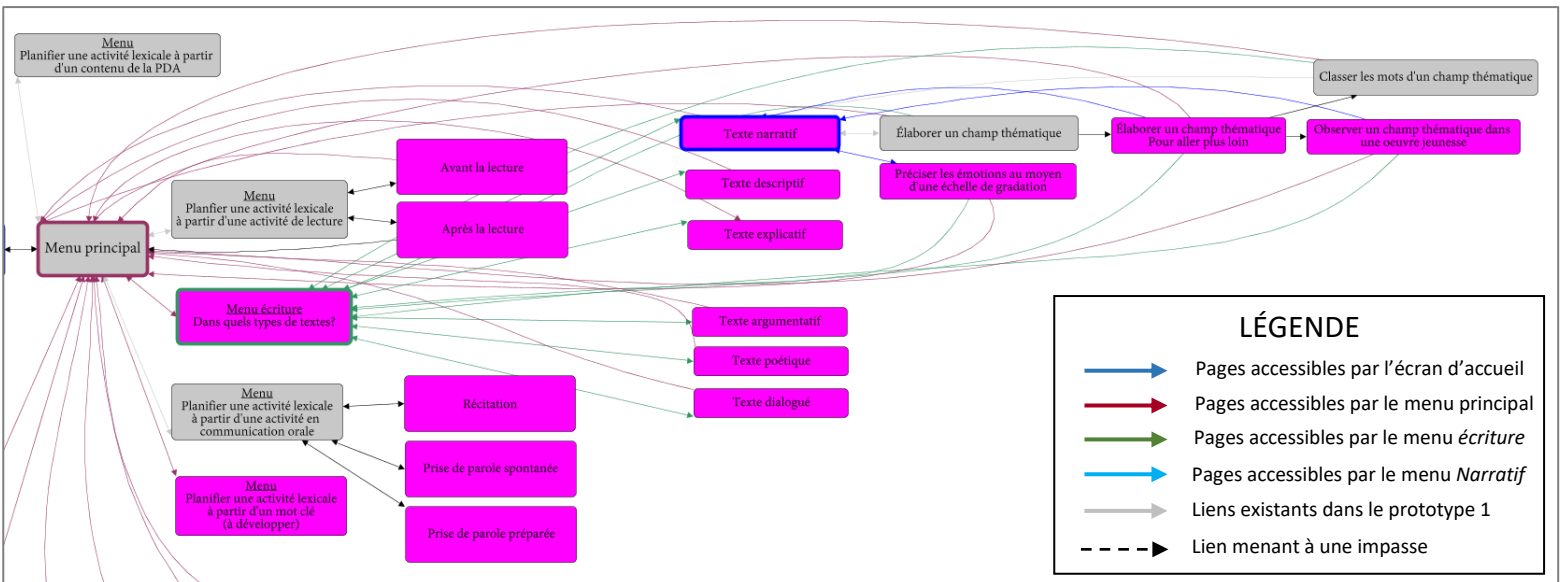 Menu
Planifier une activité lexicale à partir
d'un contenu de la PDA
Classer les mots d'un champ thématique
Texte narratif
Élaborer un champ thématique
Élaborer un champ thématique
Pour aller plus loin
Observer un champ thématique dans
une oeuvre jeunesse
Avant la lecture
Texte descriptif
Préciser les émotions au moyen
d'une échelle de gradation
Menu
Planfier une activité lexicale
à partir d'une activité de lecture
Après la lecture
Texte explicatif
Menu principal
Menu écriture
Dans quels types de textes?
Texte argumentatif
Texte poétique
Texte dialogué
Menu
Planifier une activité lexicale
à partir d'une activité en
communication orale
Récitation
Prise de parole spontanée
Menu
Planifier une activité lexicale
à partir d'un mot clé
(à développer)
Prise de parole préparée
LÉGENDE
Pages accessibles par l'écran d'accueil
Pages accessibles par le menu principal
Pages accessibles par le menu écriture
Pages accessibles par le menu Narratif
Liens existants dans le prototype 1
Lien menant à une impasse